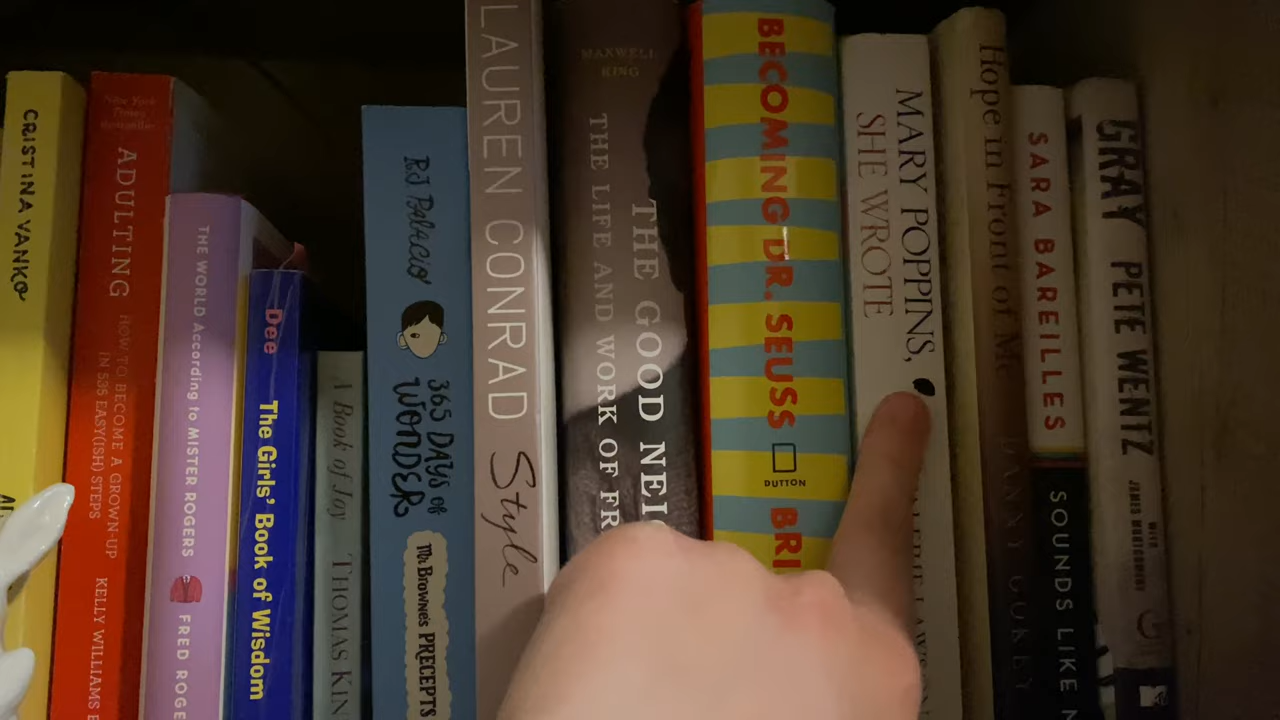 CRISTINA VANKO
New York
Times
Bestseller
ADULTING
HOW TO BECOME A GROWN-UP
IN 535 EASY(ISH) STEPS
KELLY WILLIAMS
THE WORLD According to MISTER ROGERS
FRED ROGE
Dee
The Girls' Book of Wisdom
A Book of Joy
THOMAS KIN
RJ Palacio
365 DAYS of
WONDER
Mr. Browne's PRECEPTS
LAUREN CONRAD
Style
MAXWELL
KING
THE GOOD NEI
THE LIFE AND WORK OF FR
BECOMING DR. SEUSS
DUTTON
BRI
MARY POPPINS,
SHE WROTE
Hope in Front of Me
DANNY GOKEY
SARA BAREILLES
SOUNDS LIKE
GRAY
PETE WENTZ
WITH
JAMES MONTGOMERY